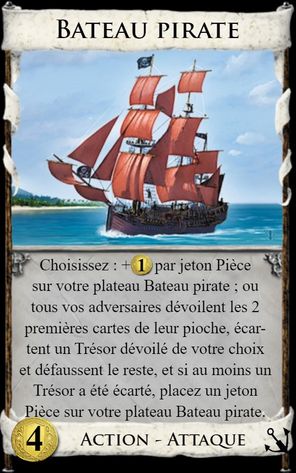 BATEAU PIRATE
Choisissez : +1 par jeton Pièce
sur votre plateau Bateau pirate ; ou
tous vos adversaires dévoilent les 2
premières cartes de leur pioche, écar-
tent un Trésor dévoilé de votre choix
et défaussent le reste, et si au moins un
Trésor a été écarté, placez un jeton
Pièce sur votre plateau Bateau pirate.
4 ACTION - ATTAQUE